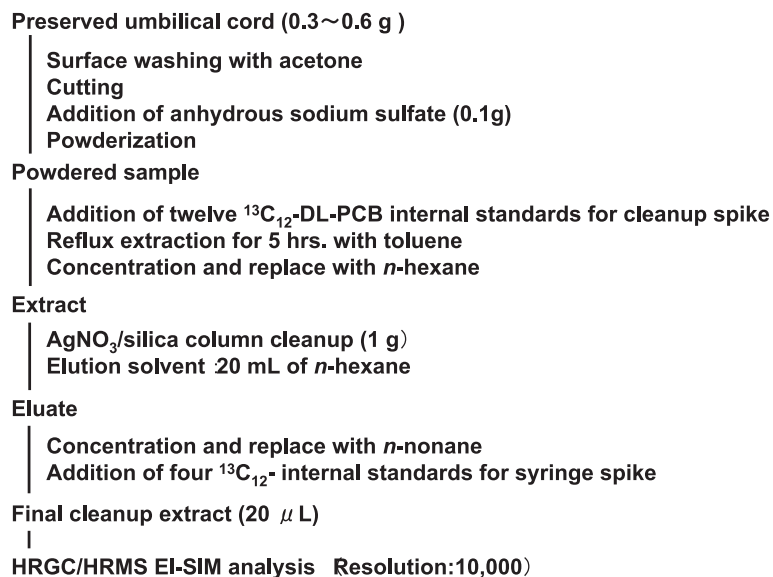 Preserved umbilical cord (0.3～0.6 g )
Surface washing with acetone
Cutting
Addition of anhydrous sodium sulfate (0.1g)
Powderization
Powdered sample
Addition of twelve ¹³C₁₂-DL-PCB internal standards for cleanup spike
Reflux extraction for 5 hrs. with toluene
Concentration and replace with n-hexane
Extract
AgNO₃/silica column cleanup (1 g）
Elution solvent :20 mL of n-hexane
Eluate
Concentration and replace with n-nonane
Addition of four ¹³C₁₂- internal standards for syringe spike
Final cleanup extract (20 μL)
HRGC/HRMS EI-SIM analysis （Resolution:10,000）